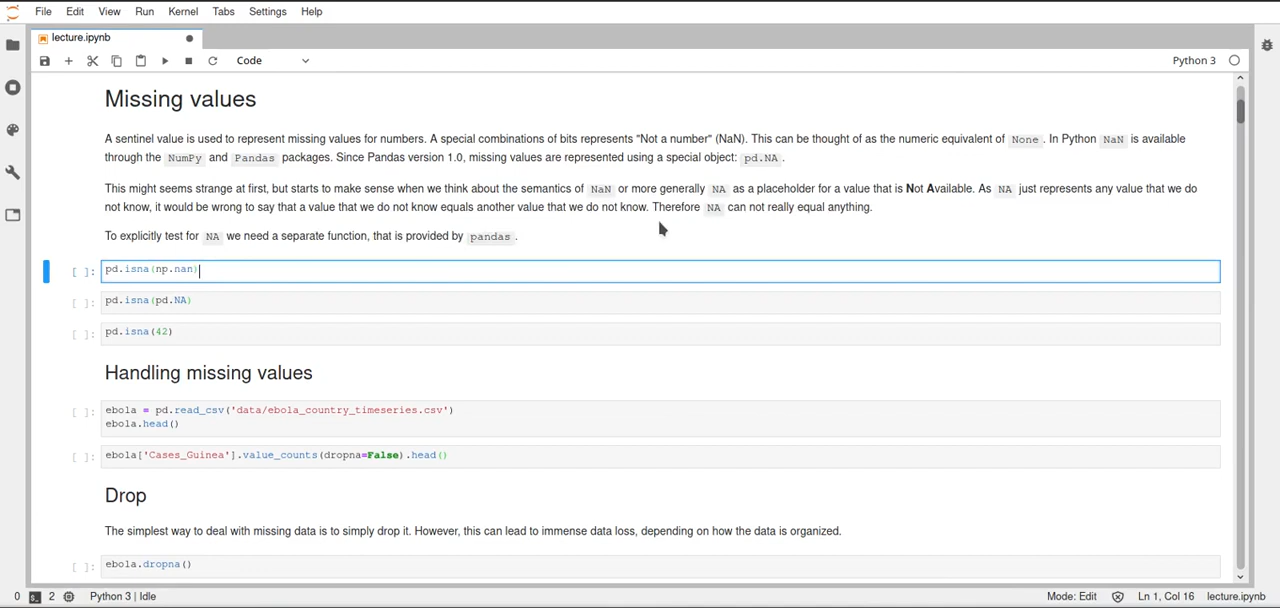 File Edit View Run Kernel Tabs Settings Help
lecture.ipynb
Code Python 3
Missing values
A sentinel value is used to represent missing values for numbers. A special combinations of bits represents "Not a number" (NaN). This can be thought of as the numeric equivalent of None. In Python NaN is available
through the NumPy and Pandas packages. Since Pandas version 1.0, missing values are represented using a special object: pd.NA.
This might seems strange at first, but starts to make sense when we think about the semantics of NaN or more generally NA as a placeholder for a value that is Not Available. As NA just represents any value that we do
not know, it would be wrong to say that a value that we do not know equals another value that we do not know. Therefore NA can not really equal anything.
To explicitly test for NA we need a separate function, that is provided by pandas.
[ ]: pd.isna(np.nan)
[ ]: pd.isna(pd.NA)
[ ]: pd.isna(42)
Handling missing values
[ ]: ebola = pd.read_csv('data/ebola_country_timeseries.csv')
ebola.head()
[ ]: ebola['Cases_Guinea'].value_counts(dropna=False).head()
Drop
The simplest way to deal with missing data is to simply drop it. However, this can lead to immense data loss, depending on how the data is organized.
[ ]: ebola.dropna()
0 2 Python 3 | Idle Mode: Edit Ln 1, Col 16 lecture.ipynb